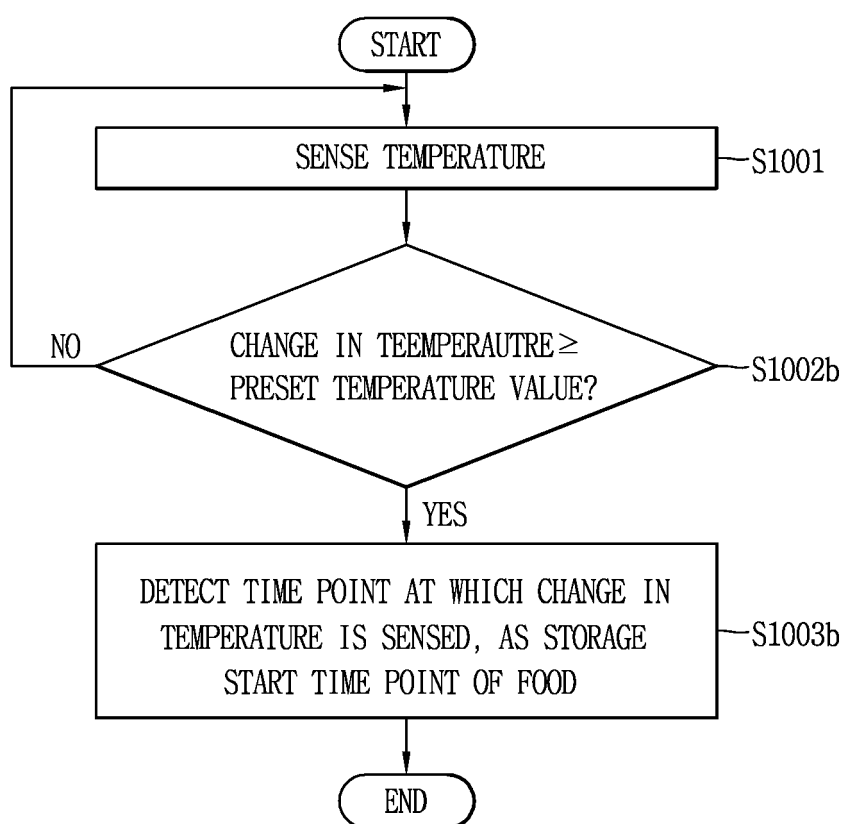 START
SENSE TEMPERATURE
S1001
NO
CHANGE IN TEEMPERAUTRE≥
PRESET TEMPERATURE VALUE?
S1002b
YES
DETECT TIME POINT AT WHICH CHANGE IN
TEMPERATURE IS SENSED, AS STORAGE
START TIME POINT OF FOOD
S1003b
END